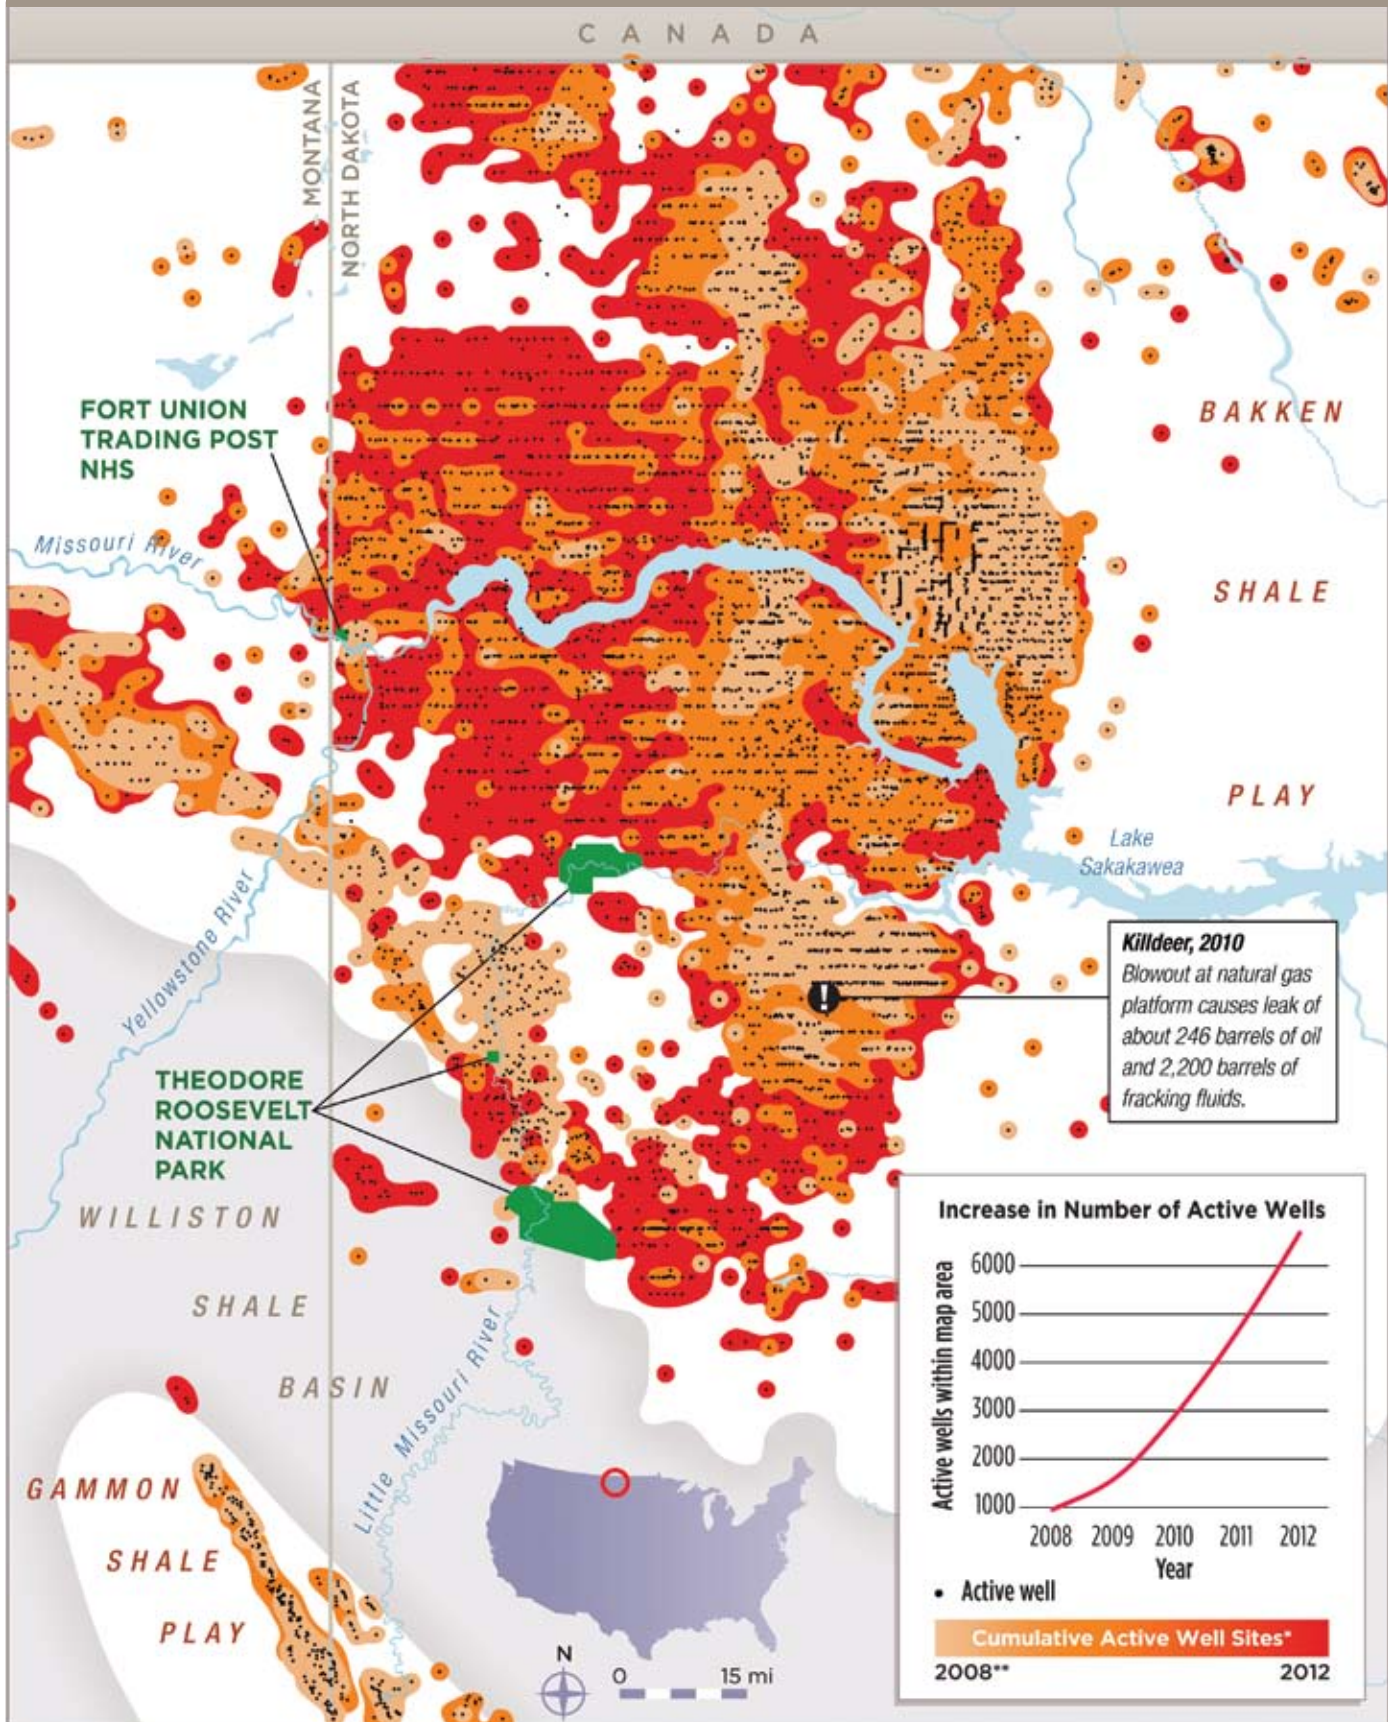 CANADA
MONTANA
NORTH DAKOTA
FORT UNION
TRADING POST
NHS
BAKKEN
Missouri River
SHALE
PLAY
Lake
Sakakawea
Yellowstone River
Killdeer, 2010
Blowout at natural gas
platform causes leak of
about 246 barrels of oil
and 2,200 barrels of
fracking fluids.
!
THEODORE
ROOSEVELT
NATIONAL
PARK
WILLISTON
SHALE
BASIN
Little Missouri River
GAMMON
SHALE
PLAY
N
0 15 mi
Increase in Number of Active Wells
Active wells within map area
6000
5000
4000
3000
2000
1000
2008 2009 2010 2011 2012
Year
• Active well
Cumulative Active Well Sites*
2008** 2012